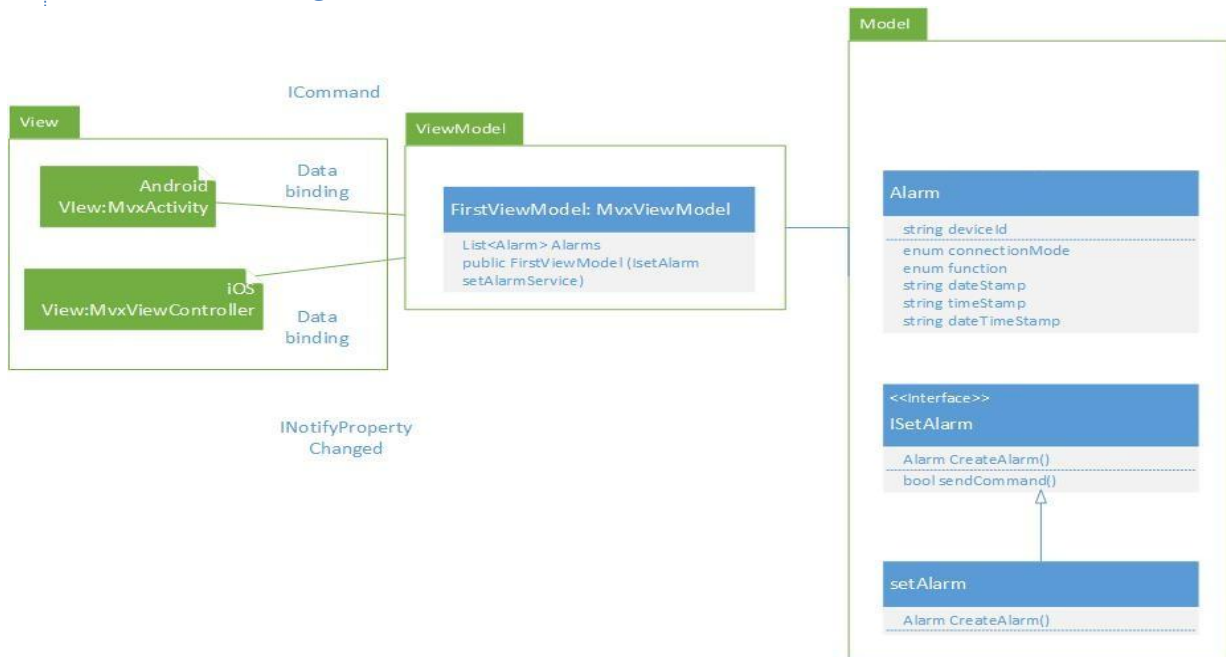 Model
ICommand
View
ViewModel
Android
VIew:MvxActivity
Data
binding
FirstViewModel: MvxViewModel
List<Alarm> Alarms
public FirstViewModel (IsetAlarm
setAlarmService)
iOS
View:MvxViewController
Data
binding
INotifyProperty
Changed
Alarm
string deviceId
enum connectionMode
enum function
string dateStamp
string timeStamp
string dateTimeStamp
<<Interface>>
ISetAlarm
Alarm CreateAlarm()
bool sendCommand()
setAlarm
Alarm CreateAlarm()